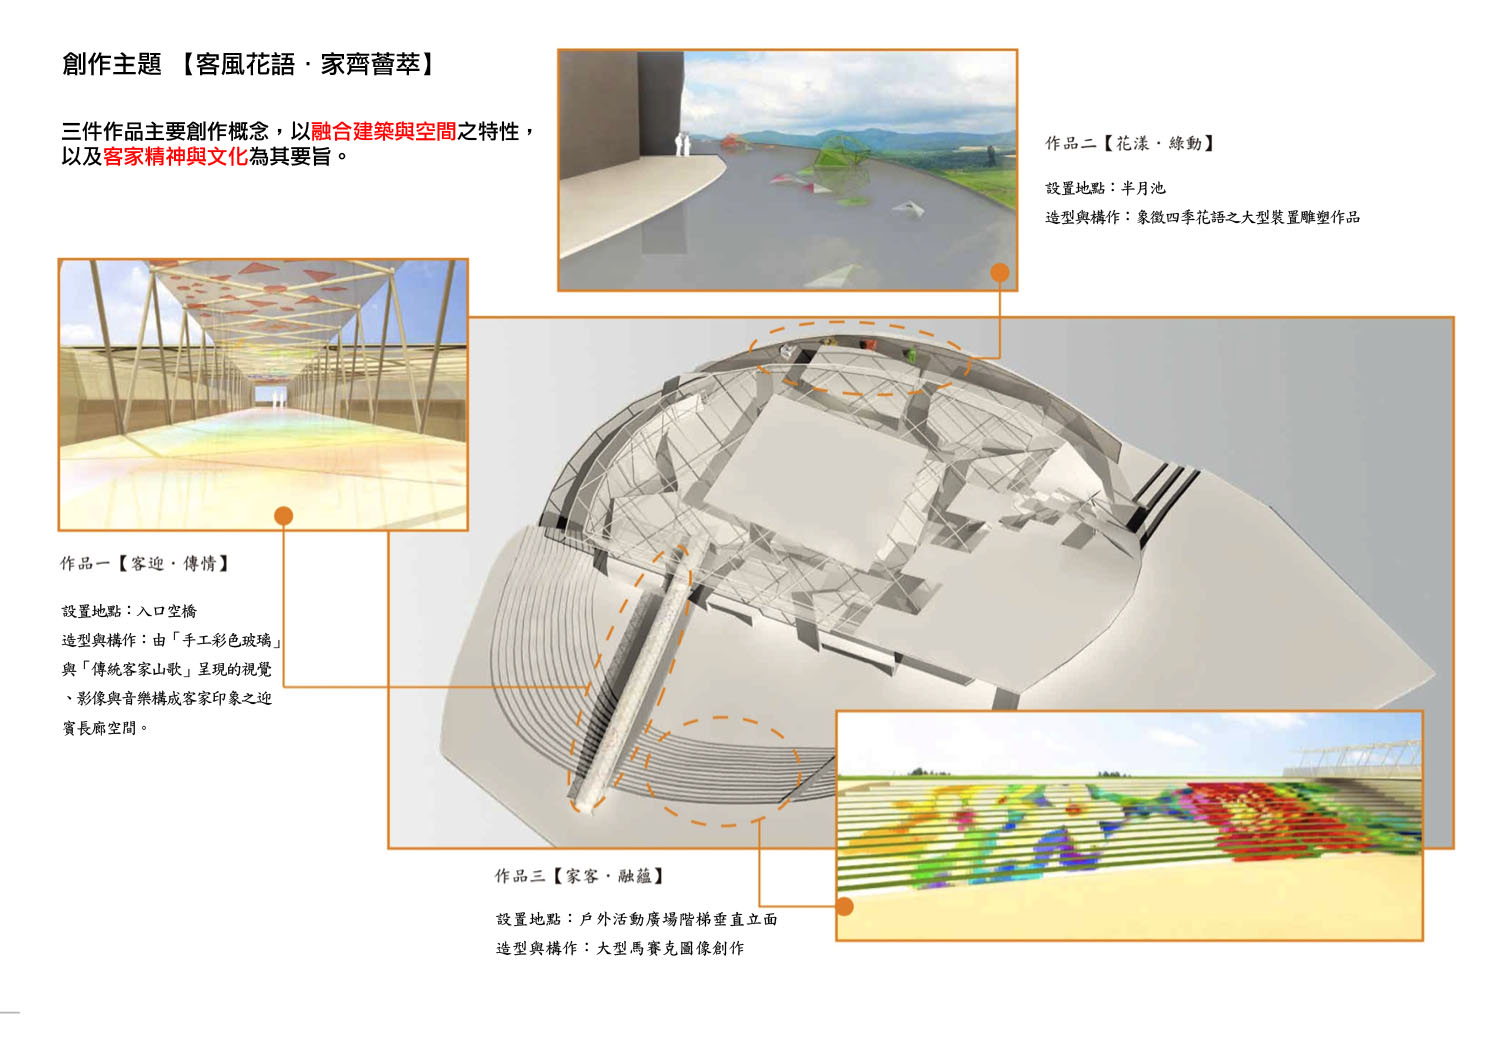 創作主題 【客風花語．家齊薈萃】
三件作品主要創作概念，以融合建築與空間之特性，
以及客家精神與文化為其要旨。
作品二【花漾．綠動】
設置地點：半月池
造型與構作：象徵四季花語之大型裝置雕塑作品
作品一【客迎．傳情】
設置地點：入口空橋
造型與構作：由「手工彩色玻璃」
與「傳統客家山歌」呈現的視覺
、影像與音樂構成客家印象之迎
賓長廊空間。
作品三【家客．融蘊】
設置地點：戶外活動廣場階梯垂直立面
造型與構作：大型馬賽克圖像創作